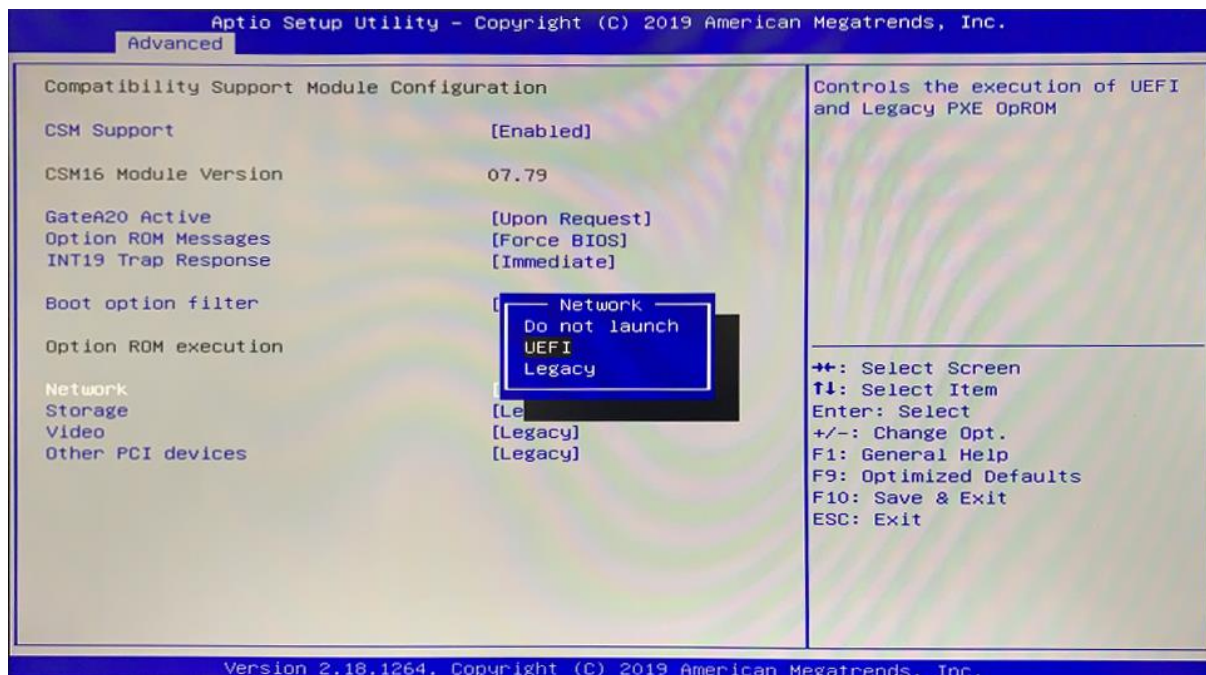 Aptio Setup Utility – Copyright (C) 2019 American Megatrends, Inc.
Advanced
Compatibility Support Module Configuration
CSM Support [Enabled]
CSM16 Module Version 07.79
GateA20 Active [Upon Request]
Option ROM Messages [Force BIOS]
INT19 Trap Response [Immediate]
Boot option filter [
Option ROM execution
Network [
Storage [Le
Video [Legacy]
Other PCI devices [Legacy]
Network
Do not launch
UEFI
Legacy
Controls the execution of UEFI
and Legacy PXE OpROM
→←: Select Screen
↑↓: Select Item
Enter: Select
+/-: Change Opt.
F1: General Help
F9: Optimized Defaults
F10: Save & Exit
ESC: Exit
Version 2.18.1264. Copyright (C) 2019 American Megatrends, Inc.